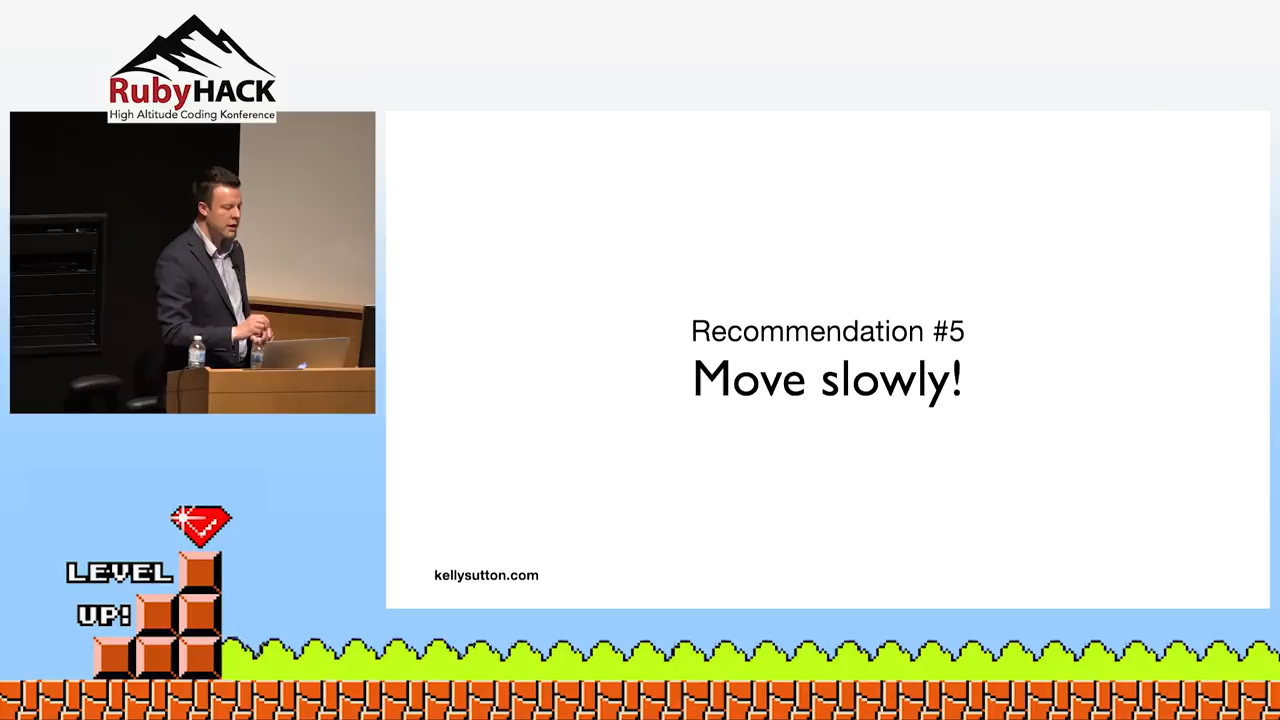 RubyHACK
High Altitude Coding Konference
Recommendation #5
Move slowly!
kellysutton.com
LEVEL
UP!